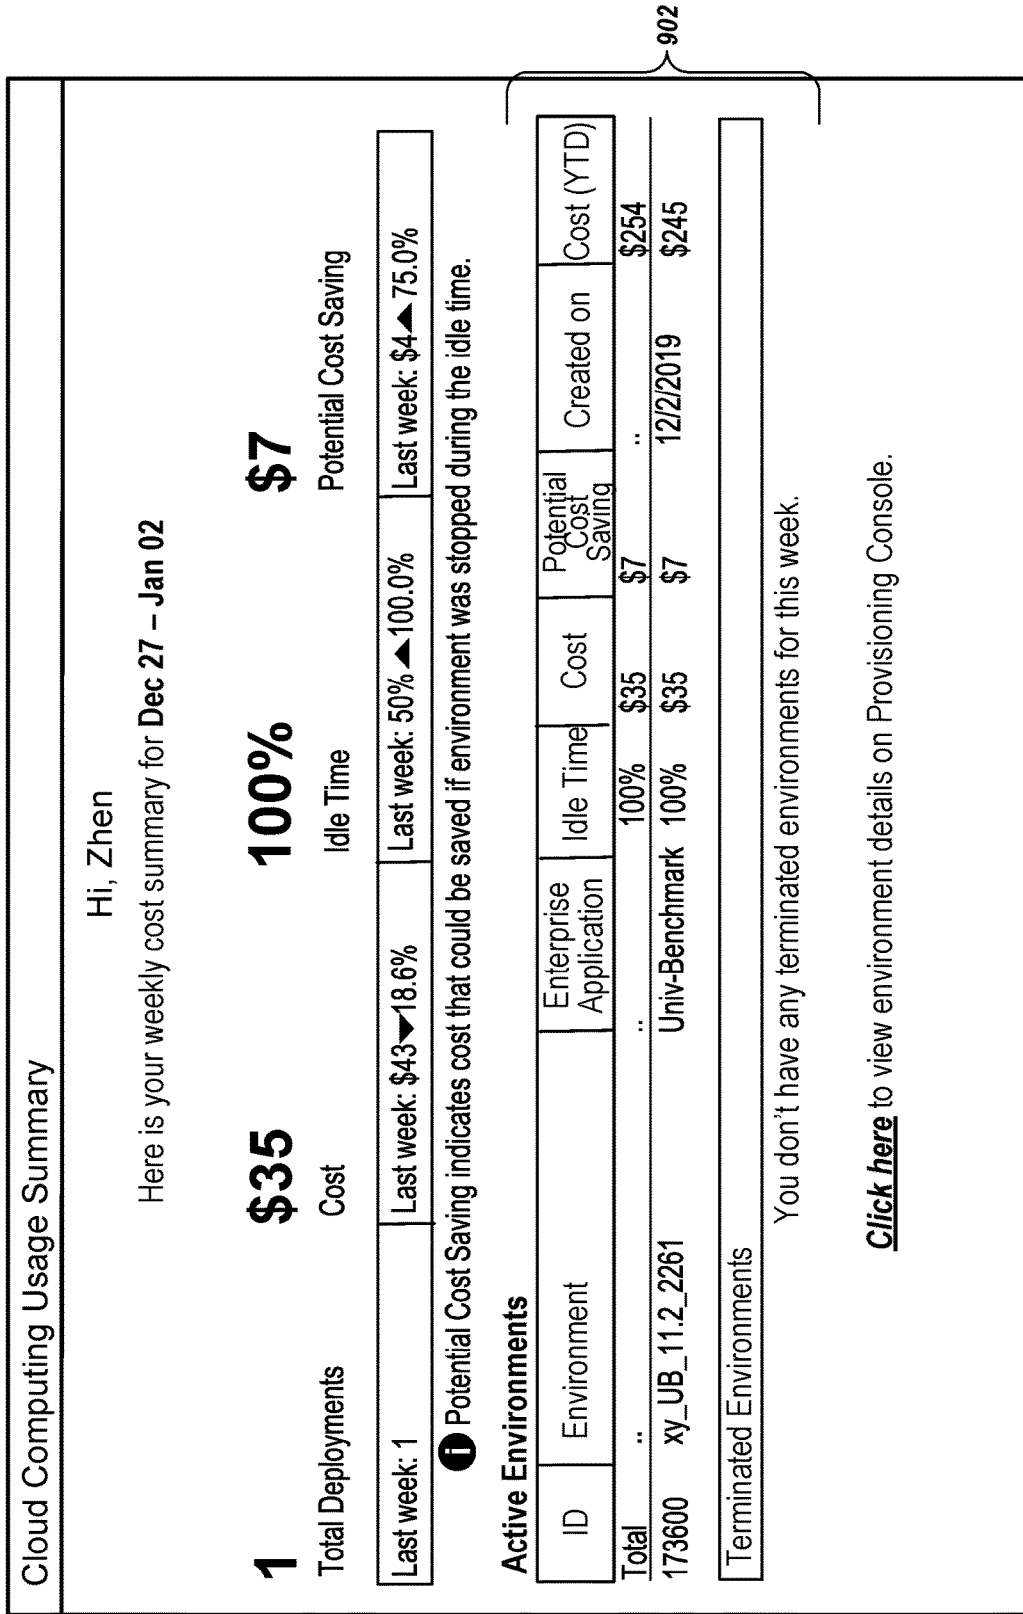 Cloud Computing Usage Summary
Hi, Zhen
Here is your weekly cost summary for Dec 27 – Jan 02
1 $35 100% $7
Total Deployments Cost Idle Time Potential Cost Saving
Last week: 1 Last week: $43▼18.6% Last week: 50% ▲100.0% Last week: $4▲75.0%
i Potential Cost Saving indicates cost that could be saved if environment was stopped during the idle time.
Active Environments
ID Environment Enterprise Application Idle Time Cost Potential Cost Saving Created on Cost (YTD)
Total .. .. 100% $35 $7 .. $254
173600 xy_UB_11.2_2261 Univ-Benchmark 100% $35 $7 12/2/2019 $245
Terminated Environments
You don't have any terminated environments for this week.
Click here to view environment details on Provisioning Console.
902